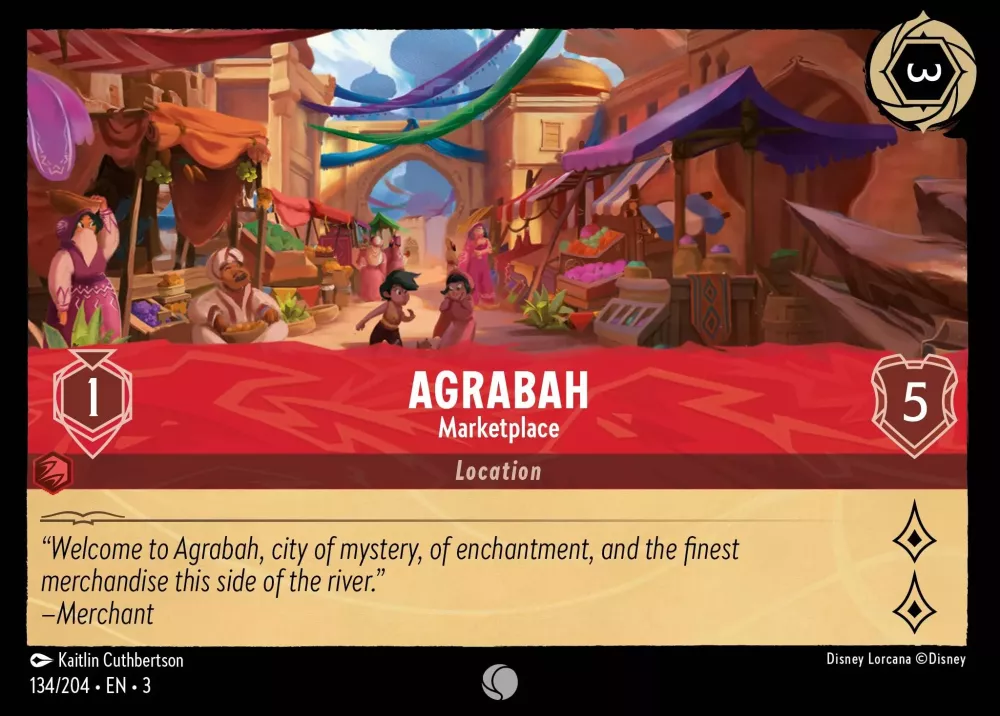 3
1
AGRABAH
5
Marketplace
Location
“Welcome to Agrabah, city of mystery, of enchantment, and the finest
merchandise this side of the river.”
–Merchant
Kaitlin Cuthbertson
Disney Lorcana ©Disney
134/204 • EN • 3